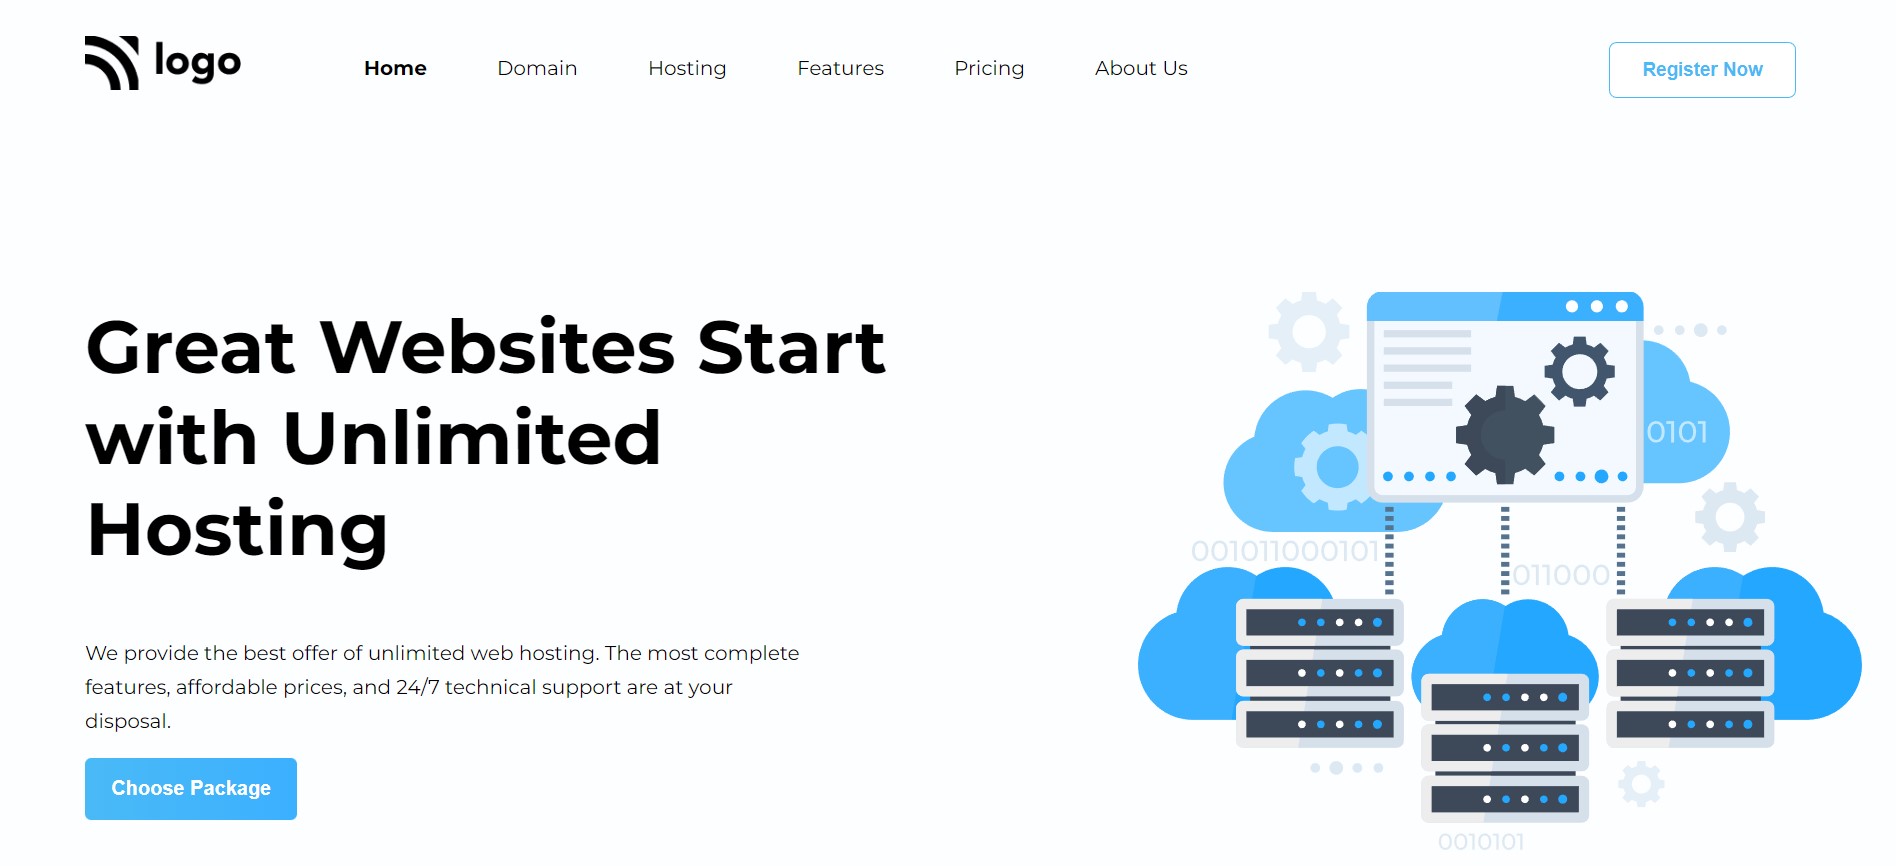 logo
Home
Domain
Hosting
Features
Pricing
About Us
Register Now
Great Websites Start
with Unlimited
Hosting
We provide the best offer of unlimited web hosting. The most complete
features, affordable prices, and 24/7 technical support are at your
disposal.
Choose Package
0101
001011000101
011000
0010101